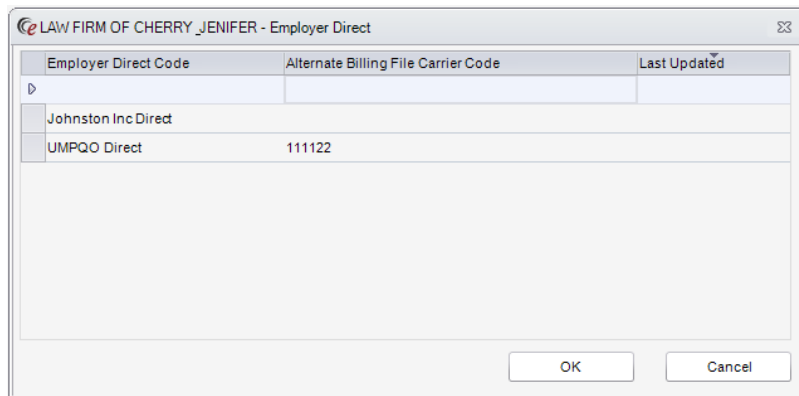 e LAW FIRM OF CHERRY _JENIFER - Employer Direct
Employer Direct Code Alternate Billing File Carrier Code Last Updated
Johnston Inc Direct
UMPQO Direct 111122
OK Cancel